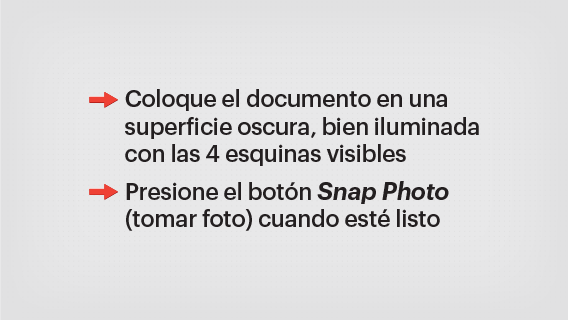 Coloque el documento en una
superficie oscura, bien iluminada
con las 4 esquinas visibles
Presione el botón Snap Photo
(tomar foto) cuando esté listo